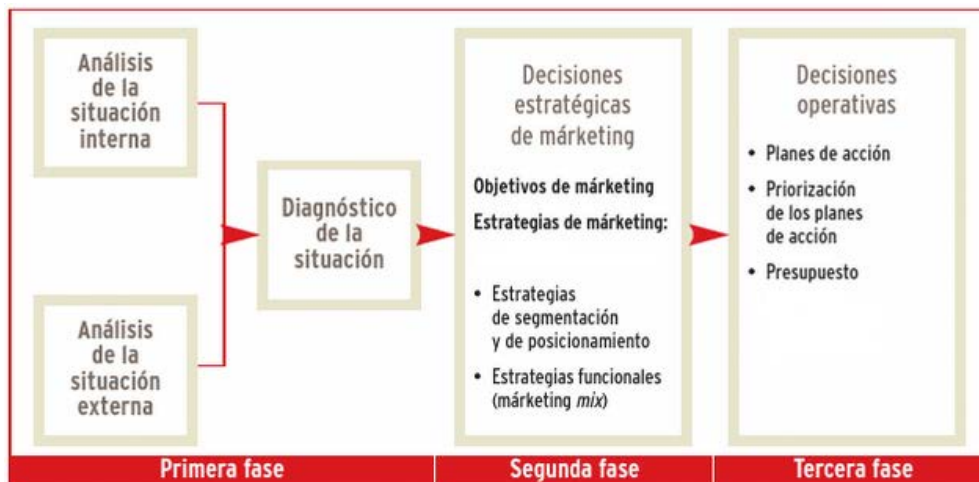 Análisis
de la
situación
interna
Análisis
de la
situación
externa
Diagnóstico
de la
situación
Decisiones
estratégicas
de márketing
Objetivos de márketing
Estrategias de márketing:
• Estrategias
de segmentación
y de posicionamiento
• Estrategias funcionales
(márketing mix)
Decisiones
operativas
• Planes de acción
• Priorización
de los planes
de acción
• Presupuesto
Primera fase
Segunda fase
Tercera fase